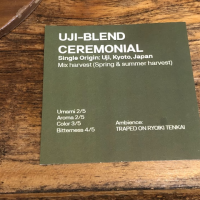 UJI-BLEND
CEREMONIAL
Single Origin: Uji, Kyoto, Japan
Mix harvest (Spring & summer harvest)
Umami 2/5
Aroma 2/5
Color 3/5
Bitterness 4/5
Ambience:
TRAPED ON RYOIKI TENKAI